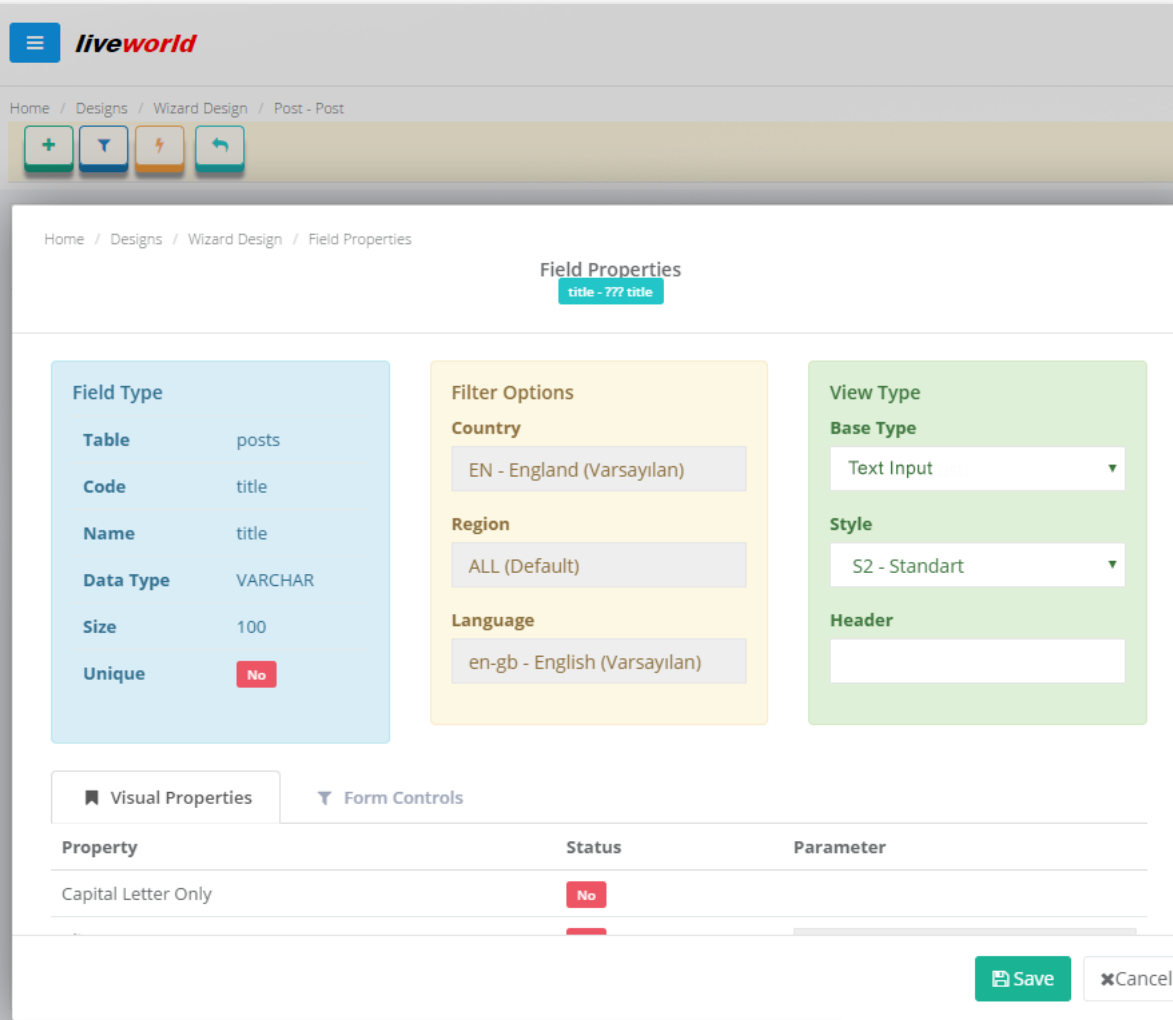 liveworld
Home / Designs / Wizard Design / Post - Post
Home / Designs / Wizard Design / Field Properties
Field Properties
title - ??? title
Field Type
Table posts
Code title
Name title
Data Type VARCHAR
Size 100
Unique No
Filter Options
Country
EN - England (Varsayılan)
Region
ALL (Default)
Language
en-gb - English (Varsayılan)
View Type
Base Type
Text Input
Style
S2 - Standart
Header
Visual Properties Form Controls
Property Status Parameter
Capital Letter Only No
Save Cancel